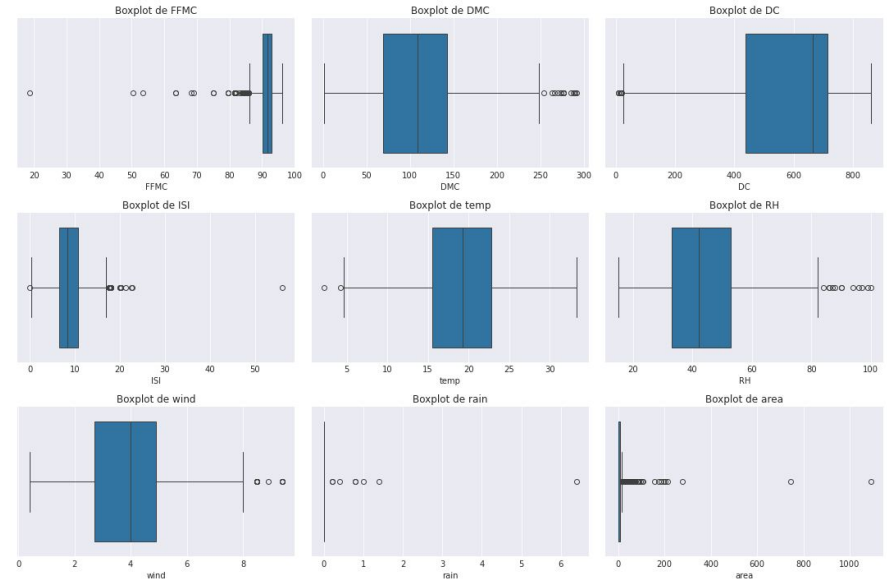 Boxplot de FFMC
20 30 40 50 60 70 80 90 100
FFMC
Boxplot de DMC
0 50 100 150 200 250 300
DMC
Boxplot de DC
0 200 400 600 800
DC
Boxplot de ISI
0 10 20 30 40 50
ISI
Boxplot de temp
5 10 15 20 25 30
temp
Boxplot de RH
20 40 60 80 100
RH
Boxplot de wind
0 2 4 6 8
wind
Boxplot de rain
0 1 2 3 4 5 6
rain
Boxplot de area
0 200 400 600 800 1000
area